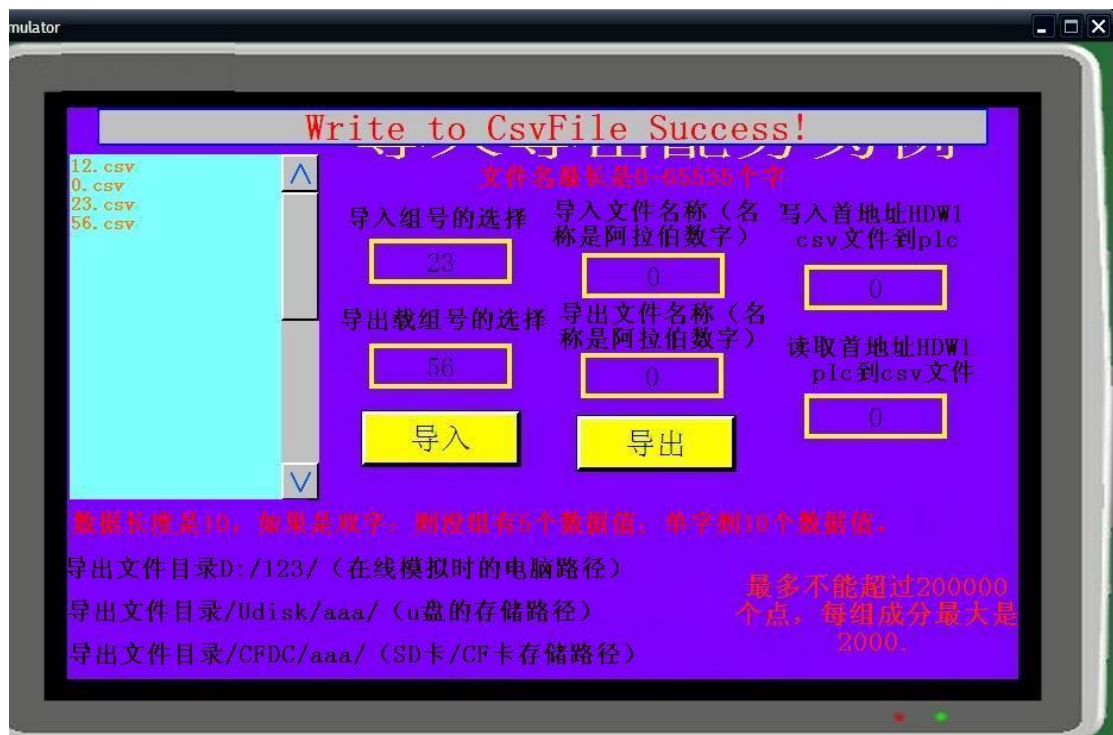 mulator
Write to CsvFile Success!
文件名最长是0-65535个字
12.csv
0.csv
23.csv
56.csv
导入组号的选择
23
导入文件名称（名
称是阿拉伯数字）
0
写入首地址HDW1
csv文件到plc
0
导出载组号的选择
56
导出文件名称（名
称是阿拉伯数字）
0
读取首地址HDW1
plc到csv文件
0
导入
导出
数据长度是10，如果是双字，则没组有5个数据值，单字则10个数据值。
导出文件目录D:/123/（在线模拟时的电脑路径）
导出文件目录/Udisk/aaa/（u盘的存储路径）
导出文件目录/CFDC/aaa/（SD卡/CF卡存储路径）
最多不能超过200000
个点，每组成分最大是
2000.